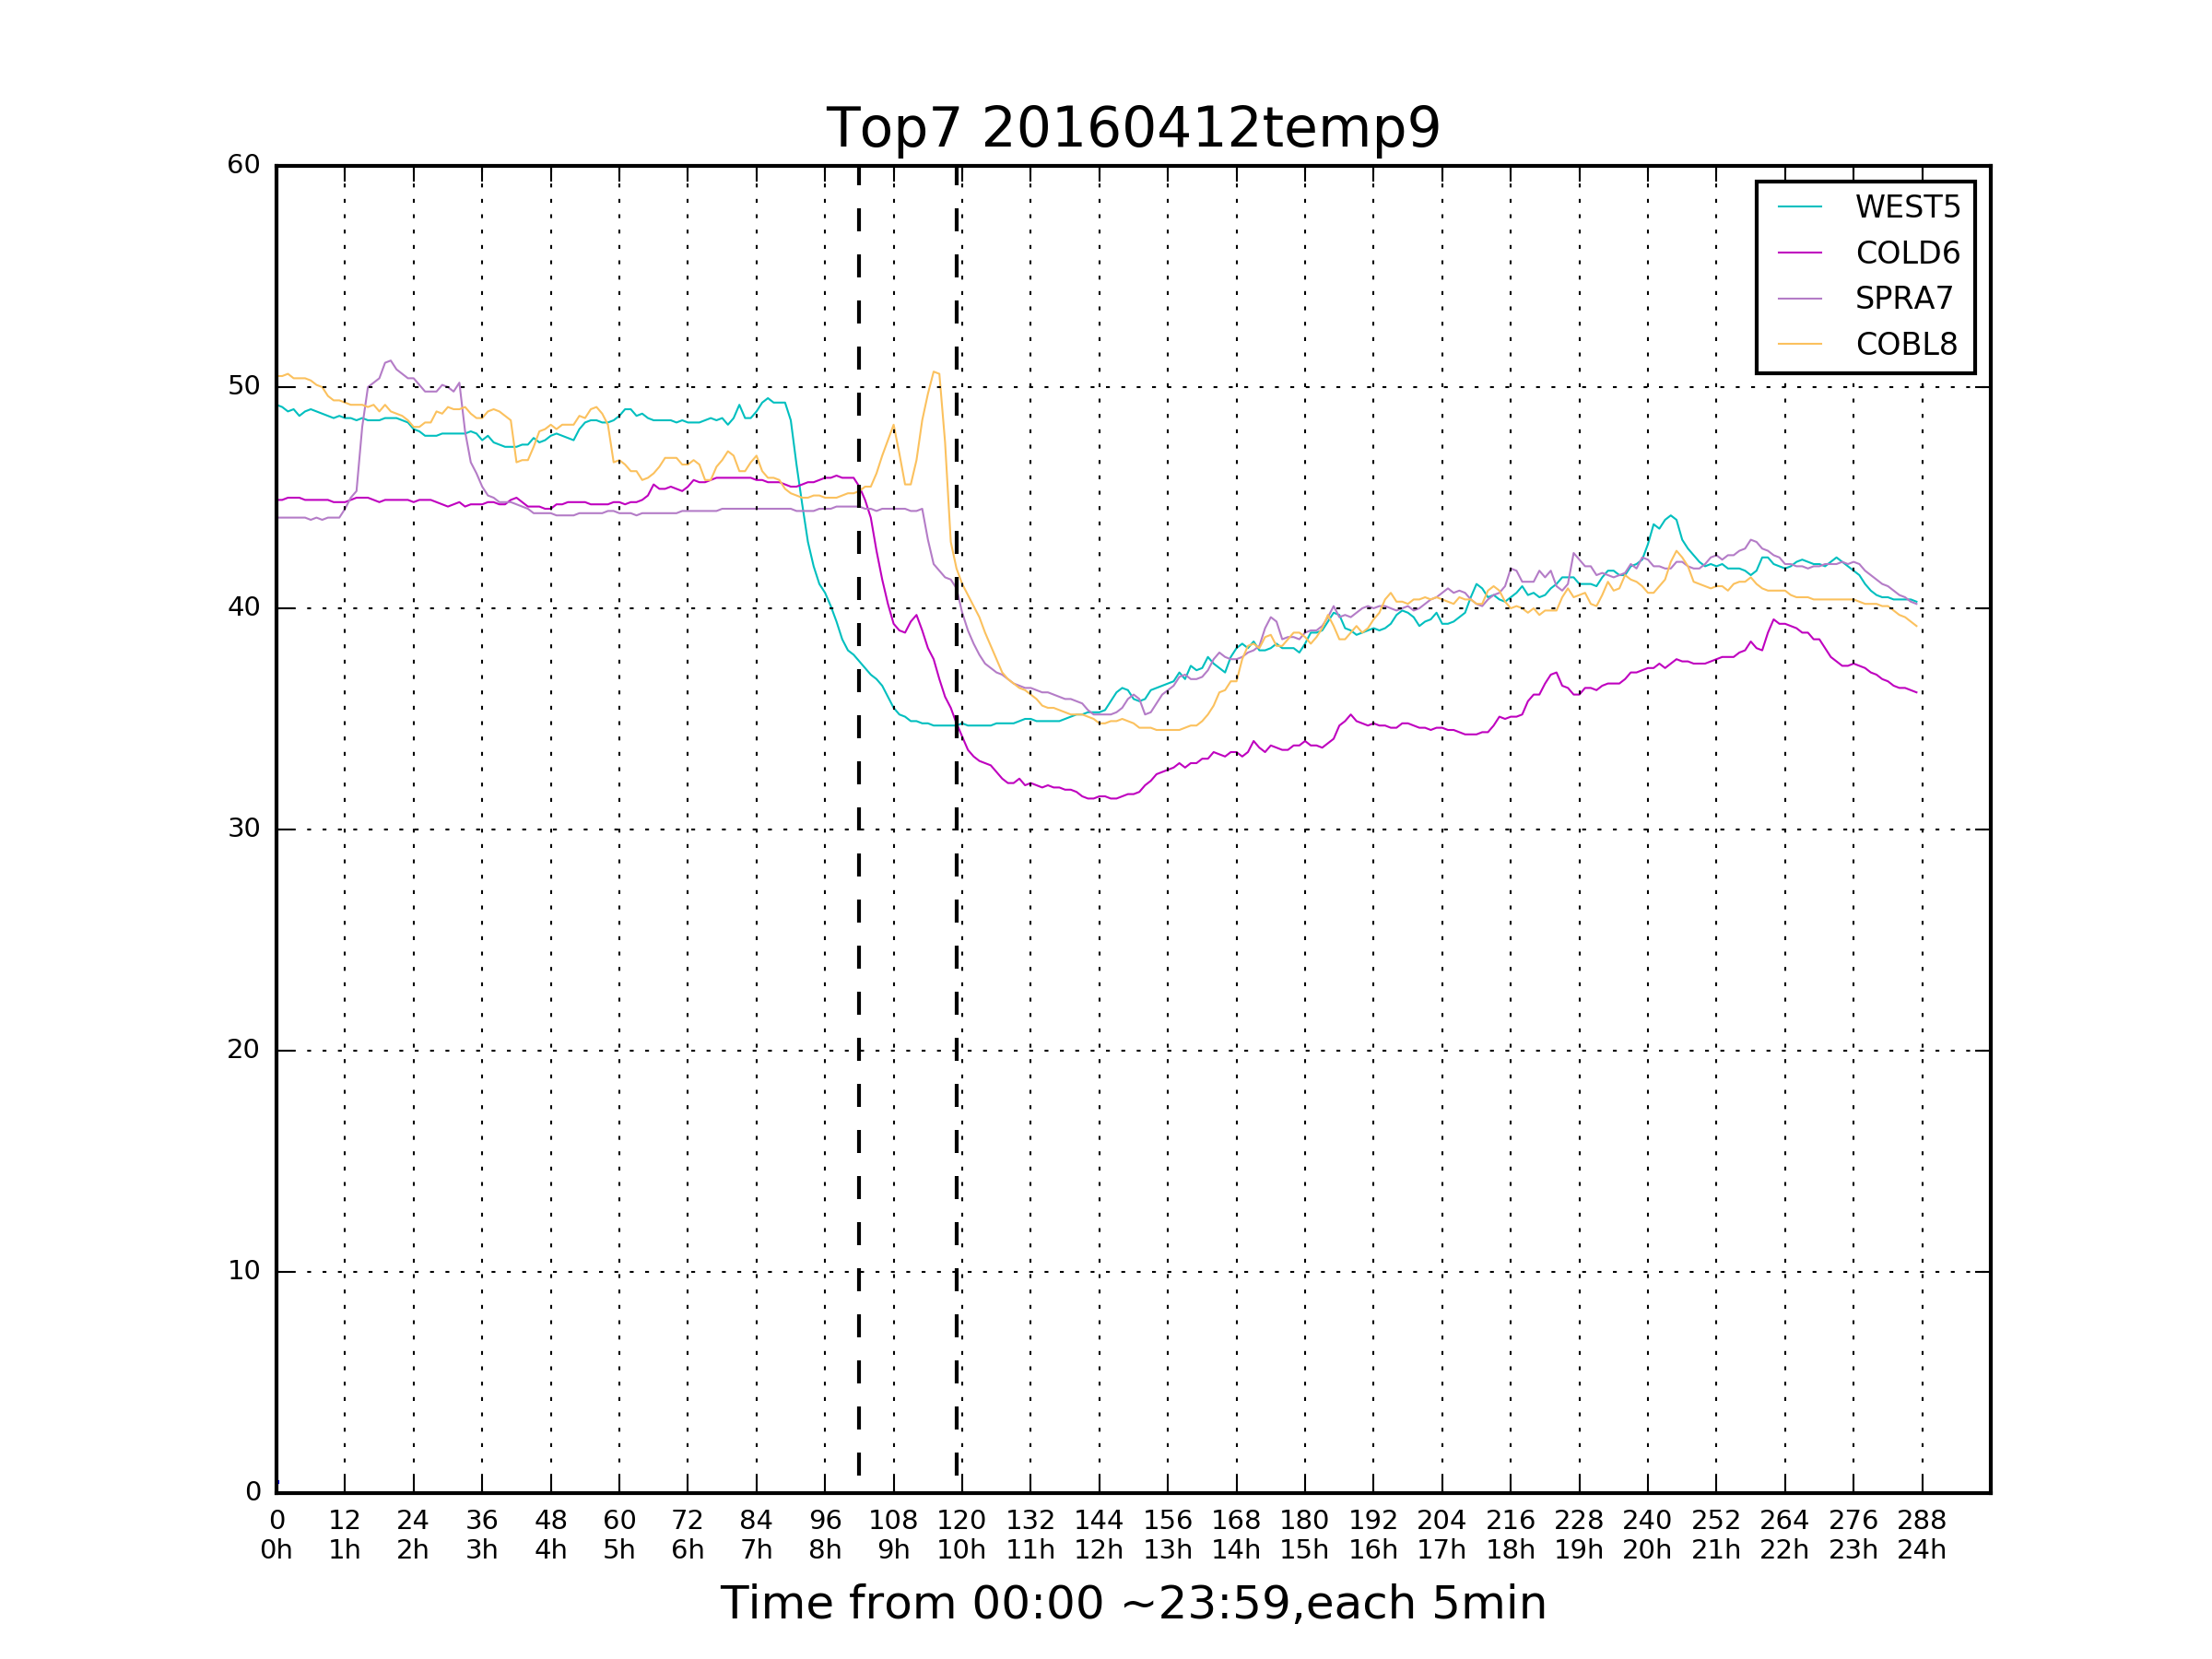 Top7 20160412temp9
60
50
40
30
20
10
0
WEST5
COLD6
SPRA7
COBL8
0 12 24 36 48 60 72 84 96 108 120 132 144 156 168 180 192 204 216 228 240 252 264 276 288
0h 1h 2h 3h 4h 5h 6h 7h 8h 9h 10h 11h 12h 13h 14h 15h 16h 17h 18h 19h 20h 21h 22h 23h 24h
Time from 00:00 ~23:59,each 5min